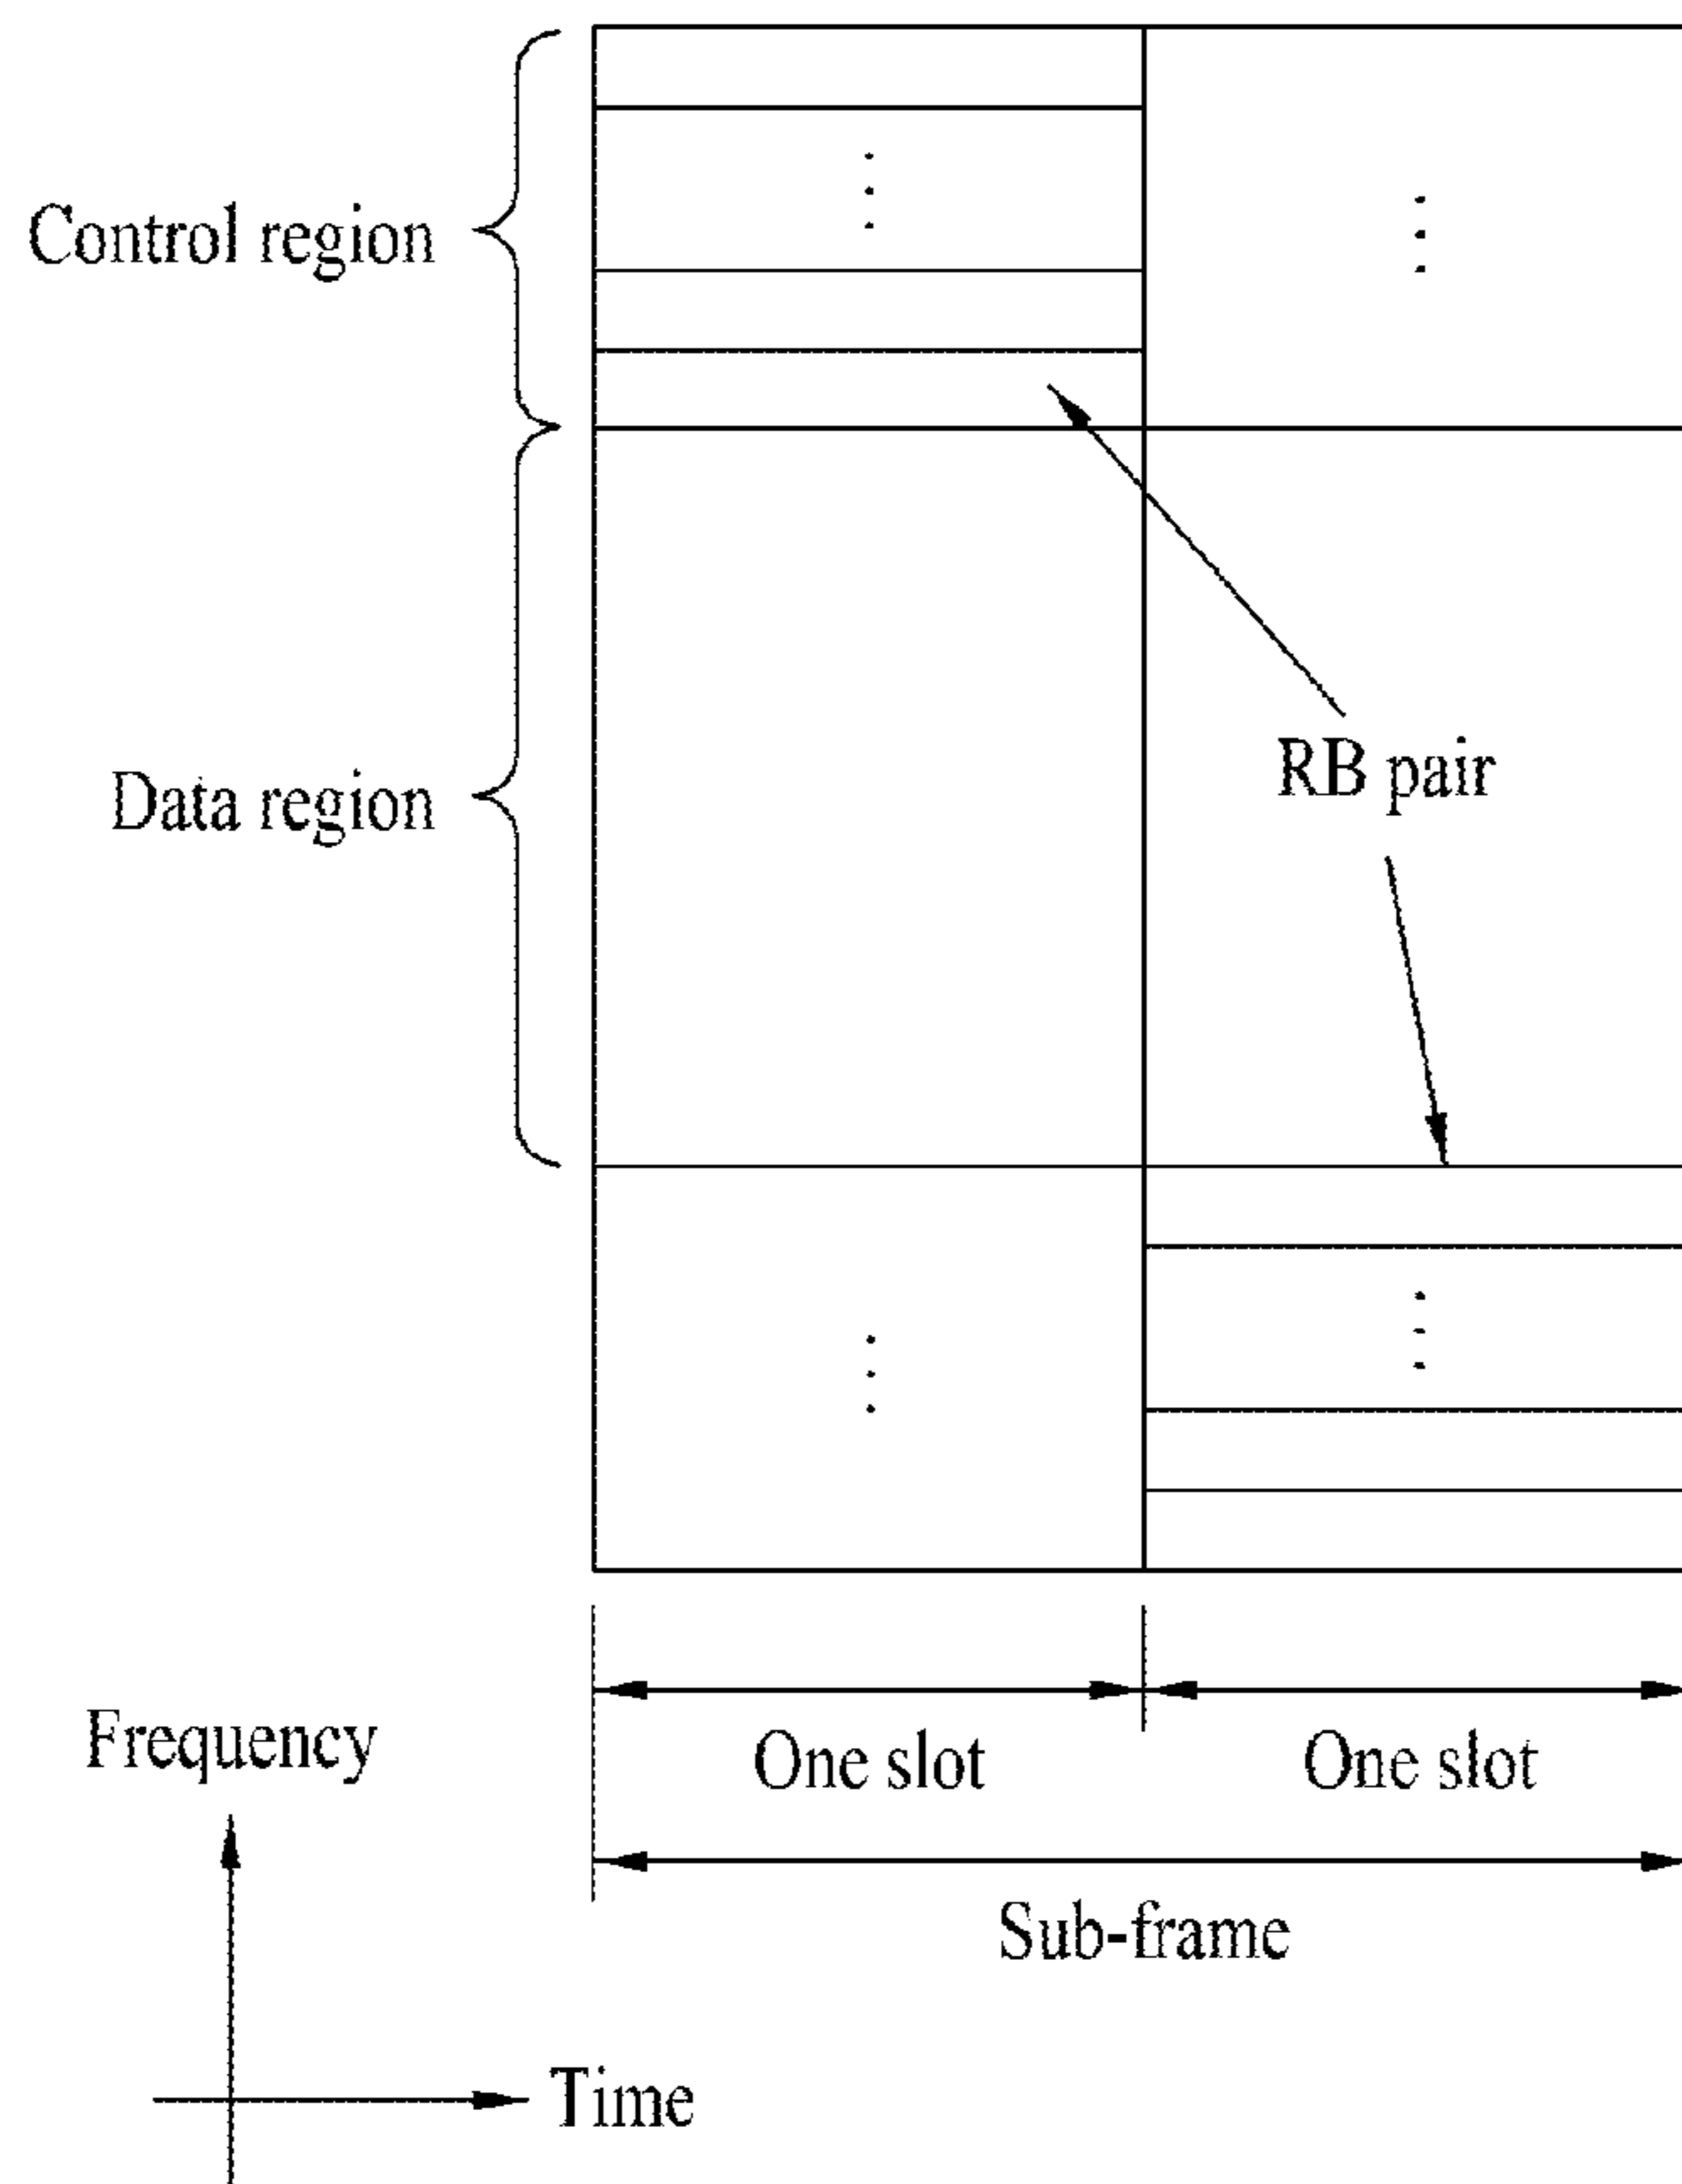 Control region
Data region
RB pair
One slot
One slot
Sub-frame
Frequency
Time